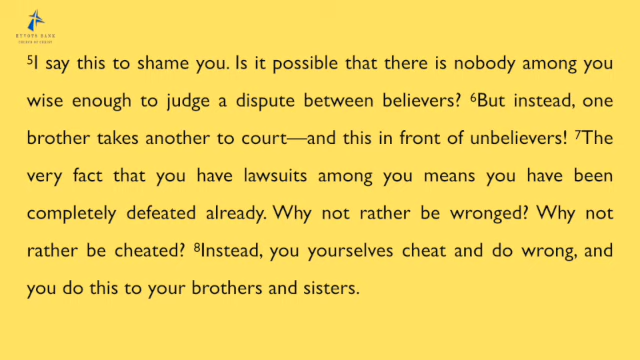 ⁵I say this to shame you. Is it possible that there is nobody among you
wise enough to judge a dispute between believers? ⁶But instead, one
brother takes another to court—and this in front of unbelievers! ⁷The
very fact that you have lawsuits among you means you have been
completely defeated already. Why not rather be wronged? Why not
rather be cheated? ⁸Instead, you yourselves cheat and do wrong, and
you do this to your brothers and sisters.